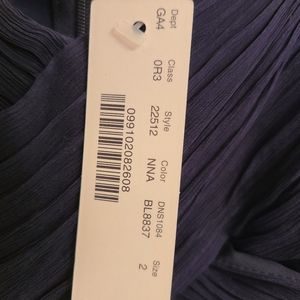 Dept Class Style Color DNS1084 Size
GA4 0R3 22512 NNA BL8837 2
099102082608